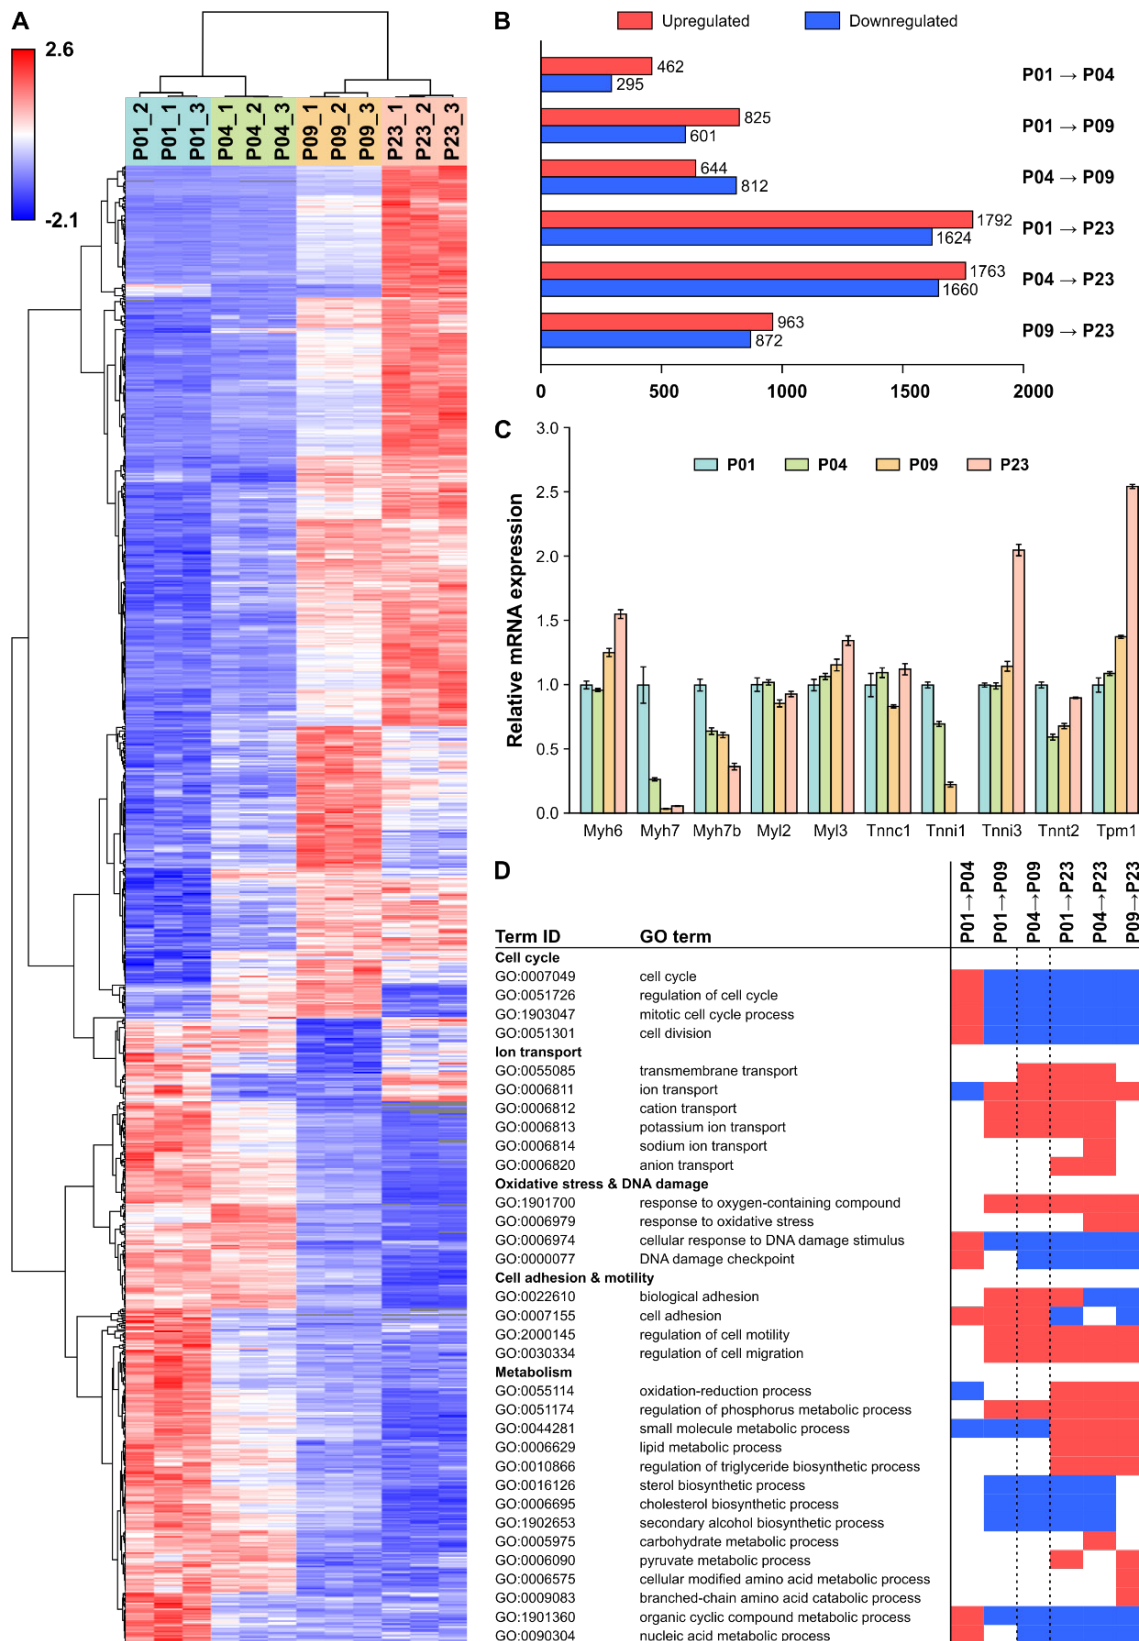 A
2.6
-2.1
P01_2
P01_1
P01_3
P04_1
P04_2
P04_3
P09_1
P09_2
P09_3
P23_1
P23_2
P23_3
B
Upregulated
Downregulated
462
295
P01 → P04
825
601
P01 → P09
644
812
P04 → P09
1792
1624
P01 → P23
1763
1660
P04 → P23
963
872
P09 → P23
0 500 1000 1500 2000
C
Relative mRNA expression
3.0
2.5
2.0
1.5
1.0
0.5
0.0
P01 P04 P09 P23
Myh6 Myh7 Myh7b Myl2 Myl3 Tnnc1 Tnni1 Tnni3 Tnnt2 Tpm1
D
P01→P04
P01→P09
P04→P09
P01→P23
P04→P23
P09→P23
Term ID GO term
Cell cycle
GO:0007049 cell cycle
GO:0051726 regulation of cell cycle
GO:1903047 mitotic cell cycle process
GO:0051301 cell division
Ion transport
GO:0055085 transmembrane transport
GO:0006811 ion transport
GO:0006812 cation transport
GO:0006813 potassium ion transport
GO:0006814 sodium ion transport
GO:0006820 anion transport
Oxidative stress & DNA damage
GO:1901700 response to oxygen-containing compound
GO:0006979 response to oxidative stress
GO:0006974 cellular response to DNA damage stimulus
GO:0000077 DNA damage checkpoint
Cell adhesion & motility
GO:0022610 biological adhesion
GO:0007155 cell adhesion
GO:2000145 regulation of cell motility
GO:0030334 regulation of cell migration
Metabolism
GO:0055114 oxidation-reduction process
GO:0051174 regulation of phosphorus metabolic process
GO:0044281 small molecule metabolic process
GO:0006629 lipid metabolic process
GO:0010866 regulation of triglyceride biosynthetic process
GO:0016126 sterol biosynthetic process
GO:0006695 cholesterol biosynthetic process
GO:1902653 secondary alcohol biosynthetic process
GO:0005975 carbohydrate metabolic process
GO:0006090 pyruvate metabolic process
GO:0006575 cellular modified amino acid metabolic process
GO:0009083 branched-chain amino acid catabolic process
GO:1901360 organic cyclic compound metabolic process
GO:0090304 nucleic acid metabolic process